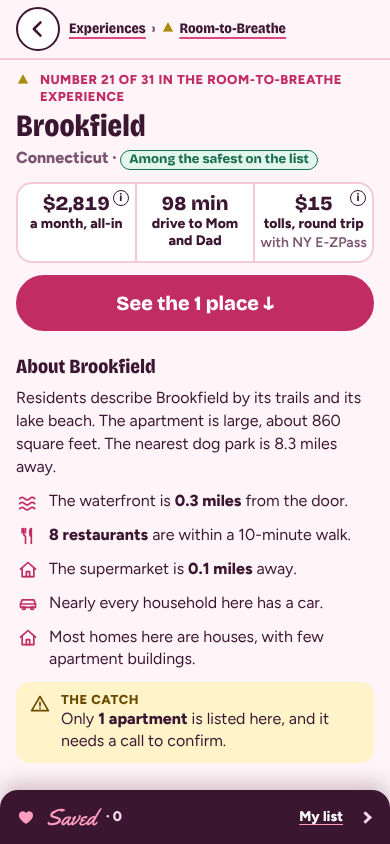 Experiences › Room-to-Breathe
NUMBER 21 OF 31 IN THE ROOM-TO-BREATHE
EXPERIENCE
Brookfield
Connecticut · Among the safest on the list
$2,819 i
a month, all-in
98 min
drive to Mom
and Dad
$15 i
tolls, round trip
with NY E-ZPass
See the 1 place ↓
About Brookfield
Residents describe Brookfield by its trails and its
lake beach. The apartment is large, about 860
square feet. The nearest dog park is 8.3 miles
away.
The waterfront is 0.3 miles from the door.
8 restaurants are within a 10-minute walk.
The supermarket is 0.1 miles away.
Nearly every household here has a car.
Most homes here are houses, with few
apartment buildings.
THE CATCH
Only 1 apartment is listed here, and it
needs a call to confirm.
Saved · 0
My list